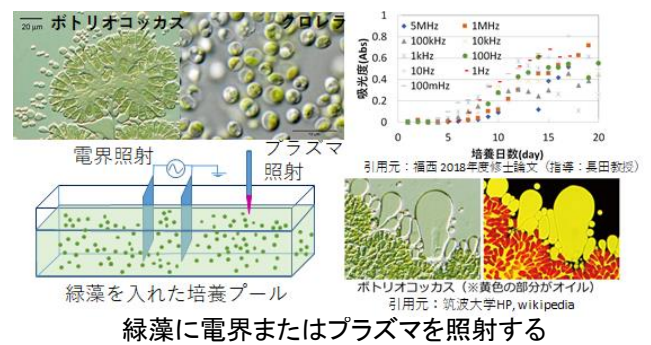 20 μm
ボトリオコッカス
クロレラ
電界照射
プラズマ
照射
緑藻を入れた培養プール
吸光度(Abs)
1
0.8
0.6
0.4
0.2
0
5MHz 1MHz
100kHz 10kHz
1kHz 100Hz
10Hz 1Hz
100mHz
0 5 10 15 20
培養日数(day)
引用元：福西 2018年度修士論文（指導：長田教授）
ボトリオコッカス（※黄色の部分がオイル）
引用元：筑波大学HP, wikipedia
緑藻に電界またはプラズマを照射する